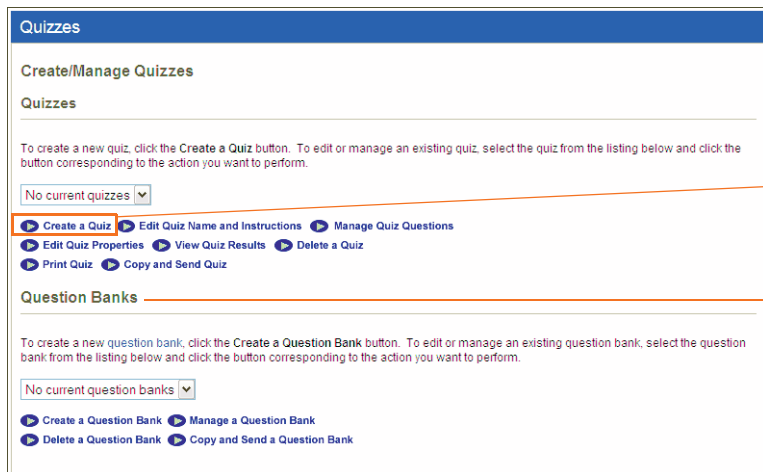 Quizzes
Create/Manage Quizzes
Quizzes
To create a new quiz, click the Create a Quiz button. To edit or manage an existing quiz, select the quiz from the listing below and click the
button corresponding to the action you want to perform.
No current quizzes
Create a Quiz Edit Quiz Name and Instructions Manage Quiz Questions
Edit Quiz Properties View Quiz Results Delete a Quiz
Print Quiz Copy and Send Quiz
Question Banks
To create a new question bank, click the Create a Question Bank button. To edit or manage an existing question bank, select the question
bank from the listing below and click the button corresponding to the action you want to perform.
No current question banks
Create a Question Bank Manage a Question Bank
Delete a Question Bank Copy and Send a Question Bank